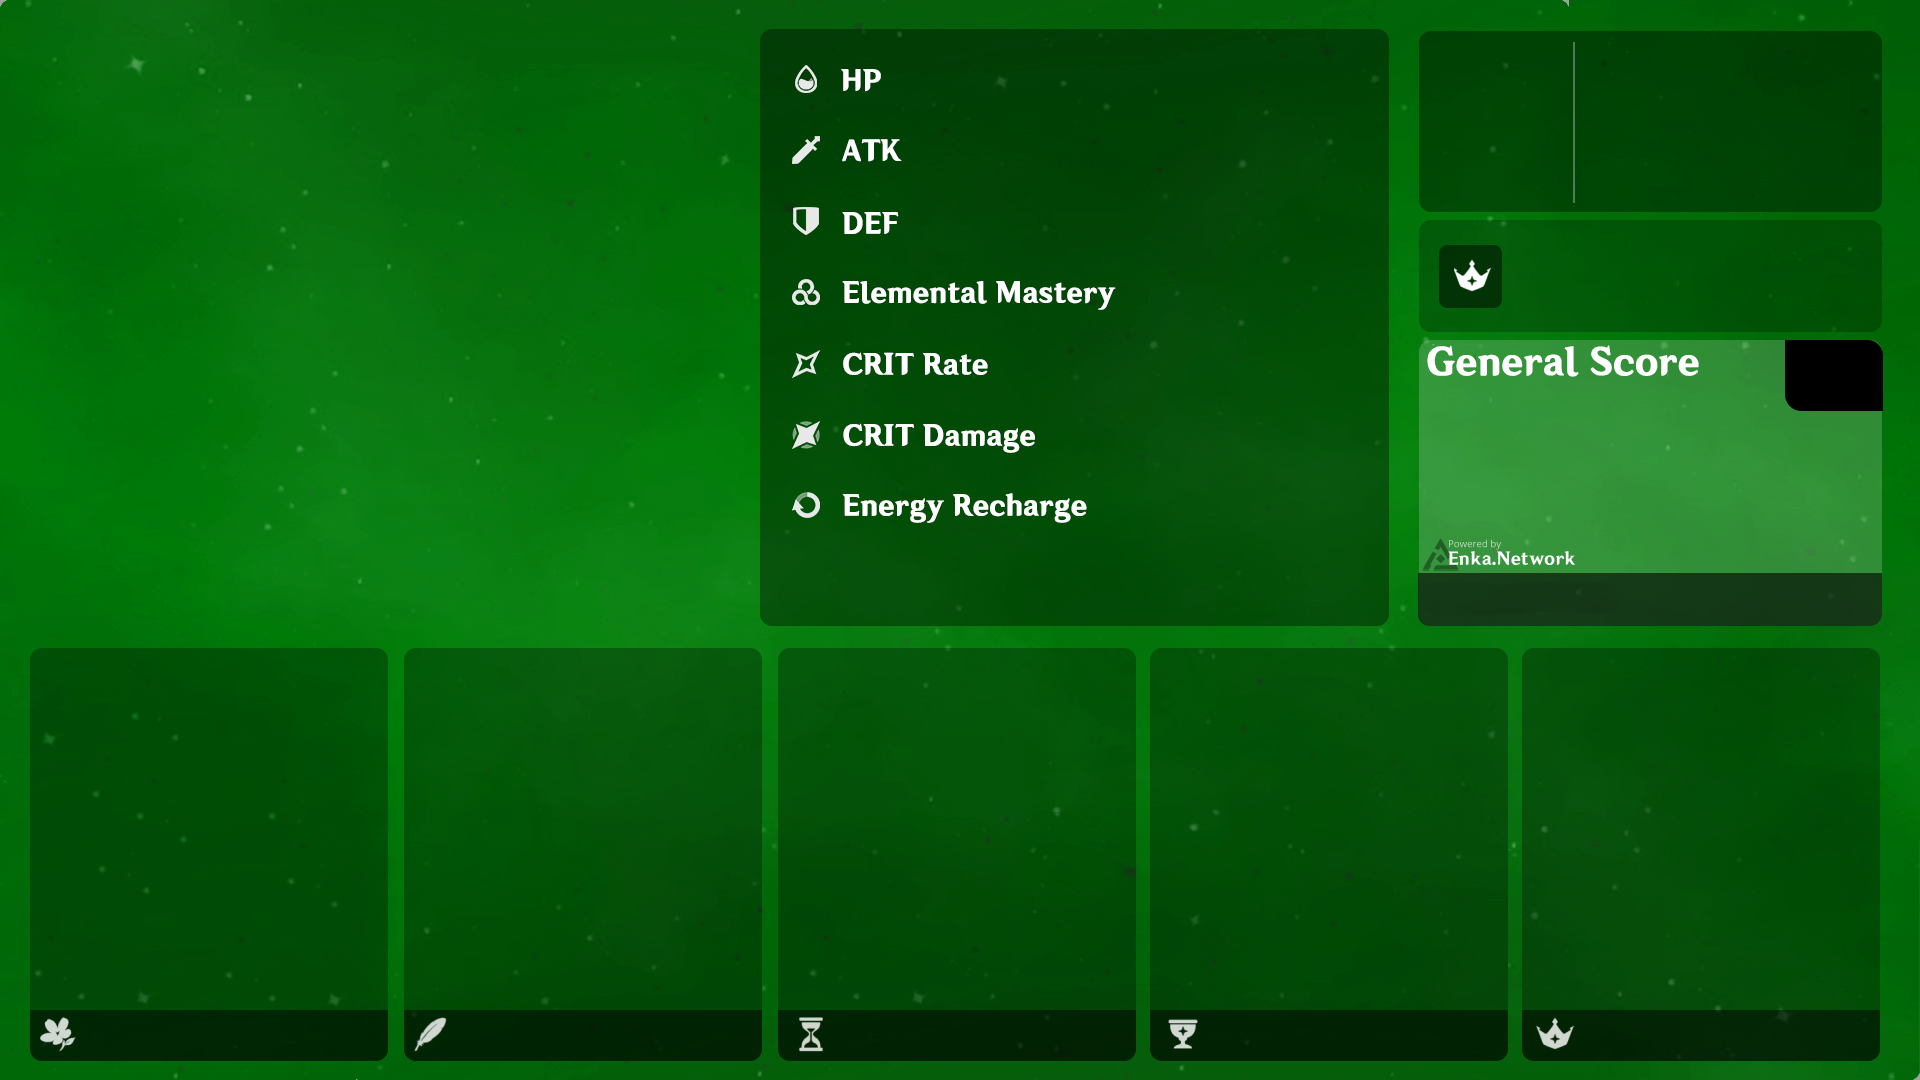 HP
ATK
DEF
Elemental Mastery
CRIT Rate
CRIT Damage
Energy Recharge
General Score
Powered by
Enka.Network